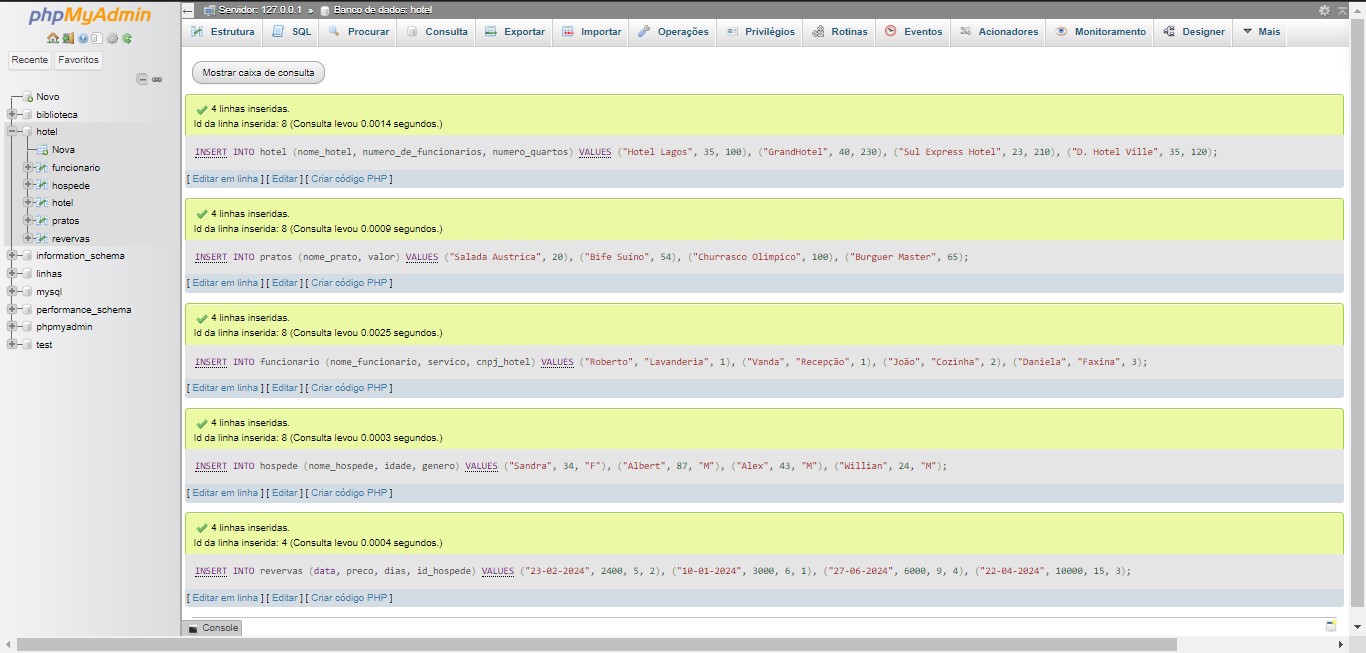 phpMyAdmin
Recente Favoritos
Novo
biblioteca
hotel
Nova
funcionario
hospede
hotel
pratos
revervas
information_schema
linhas
mysql
performance_schema
phpmyadmin
test
Servidor: 127.0.0.1 » Banco de dados: hotel
Estrutura SQL Procurar Consulta Exportar Importar Operações Privilégios Rotinas Eventos Acionadores Monitoramento Designer Mais
Mostrar caixa de consulta
4 linhas inseridas.
Id da linha inserida: 8 (Consulta levou 0.0014 segundos.)
INSERT INTO hotel (nome_hotel, numero_de_funcionarios, numero_quartos) VALUES ("Hotel Lagos", 35, 100), ("GrandHotel", 40, 230), ("Sul Express Hotel", 23, 210), ("D. Hotel Ville", 35, 120);
[ Editar em linha ] [ Editar ] [ Criar código PHP ]
4 linhas inseridas.
Id da linha inserida: 8 (Consulta levou 0.0009 segundos.)
INSERT INTO pratos (nome_prato, valor) VALUES ("Salada Austrica", 20), ("Bife Suíno", 54), ("Churrasco Olimpico", 100), ("Burguer Master", 65);
[ Editar em linha ] [ Editar ] [ Criar código PHP ]
4 linhas inseridas.
Id da linha inserida: 8 (Consulta levou 0.0025 segundos.)
INSERT INTO funcionario (nome_funcionario, servico, cnpj_hotel) VALUES ("Roberto", "Lavanderia", 1), ("Vanda", "Recepção", 1), ("João", "Cozinha", 2), ("Daniela", "Faxina", 3);
[ Editar em linha ] [ Editar ] [ Criar código PHP ]
4 linhas inseridas.
Id da linha inserida: 8 (Consulta levou 0.0003 segundos.)
INSERT INTO hospede (nome_hospede, idade, genero) VALUES ("Sandra", 34, "F"), ("Albert", 87, "M"), ("Alex", 43, "M"), ("Willian", 24, "M");
[ Editar em linha ] [ Editar ] [ Criar código PHP ]
4 linhas inseridas.
Id da linha inserida: 4 (Consulta levou 0.0004 segundos.)
INSERT INTO revervas (data, preco, dias, id_hospede) VALUES ("23-02-2024", 2400, 5, 2), ("10-01-2024", 3000, 6, 1), ("27-06-2024", 6000, 9, 4), ("22-04-2024", 10000, 15, 3);
[ Editar em linha ] [ Editar ] [ Criar código PHP ]
Console